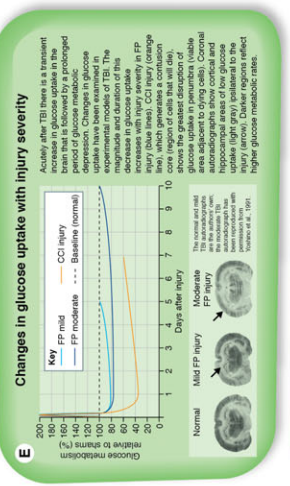 E
Changes in glucose uptake with injury severity
Glucose metabolism
relative to shams (%)
200
180
160
140
120
100
80
60
40
20
0
Key
FP mild
FP moderate
CCI injury
Baseline (normal)
1
2
3
4
5
6
7
8
9
10
Days after injury
Normal
Mild FP injury
Moderate
FP injury
The normal and mild
TBI autoradiographs
are the authors' own;
the moderate TBI
autoradiograph has
been reproduced with
permission from
Yoshino et al., 1991.
Acutely after TBI there is a transient
increase in glucose uptake in the
brain that is followed by a prolonged
period of glucose metabolic
depression. Changes in glucose
uptake have been examined in
experimental models of TBI. The
magnitude and duration of this
decrease in glucose uptake
increases with injury severity in FP
injury (blue lines). CCI injury (orange
line), which generates a contusion
core (region of cells that will die),
shows the greatest disruption of
glucose uptake in penumbra (viable
area adjacent to dying cells). Coronal
autoradiographs show cortical and
hippocampal areas of low glucose
uptake (light gray) ipsilateral to the
injury (arrow). Darker regions reflect
higher glucose metabolic rates.